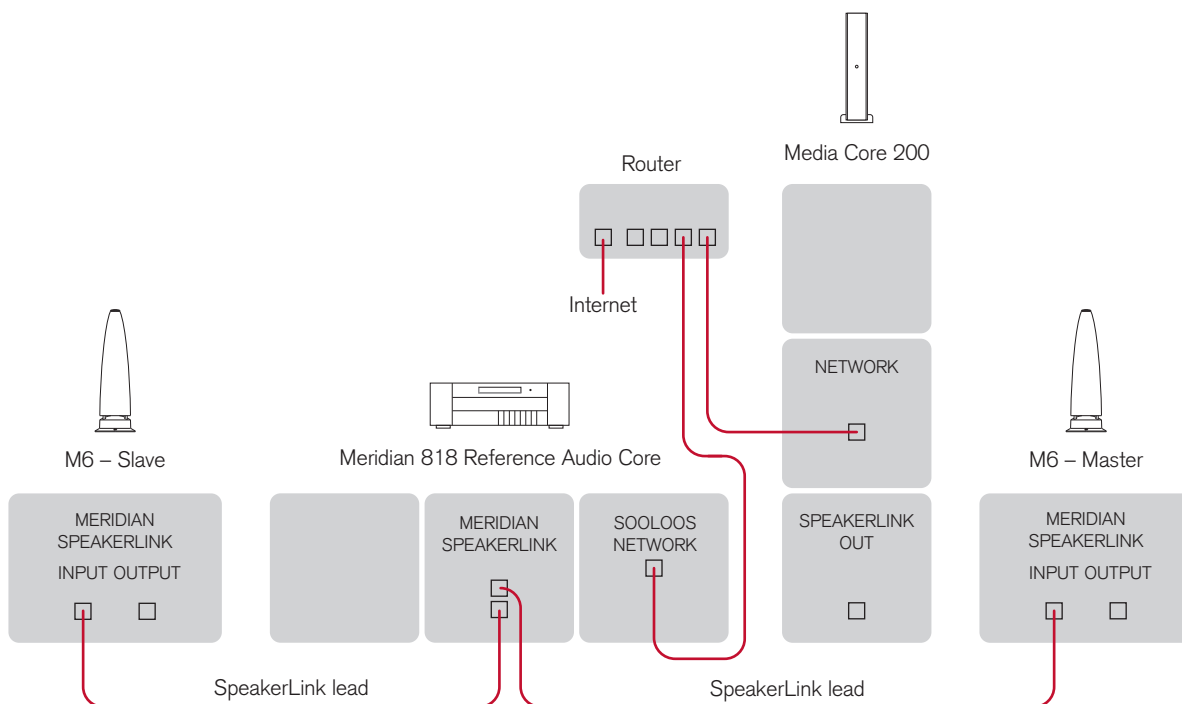 Media Core 200
Router
Internet
NETWORK
M6 – Slave
Meridian 818 Reference Audio Core
M6 – Master
MERIDIAN
SPEAKERLINK
INPUT OUTPUT
MERIDIAN
SPEAKERLINK
SOOLOOS
NETWORK
SPEAKERLINK
OUT
MERIDIAN
SPEAKERLINK
INPUT OUTPUT
SpeakerLink lead
SpeakerLink lead